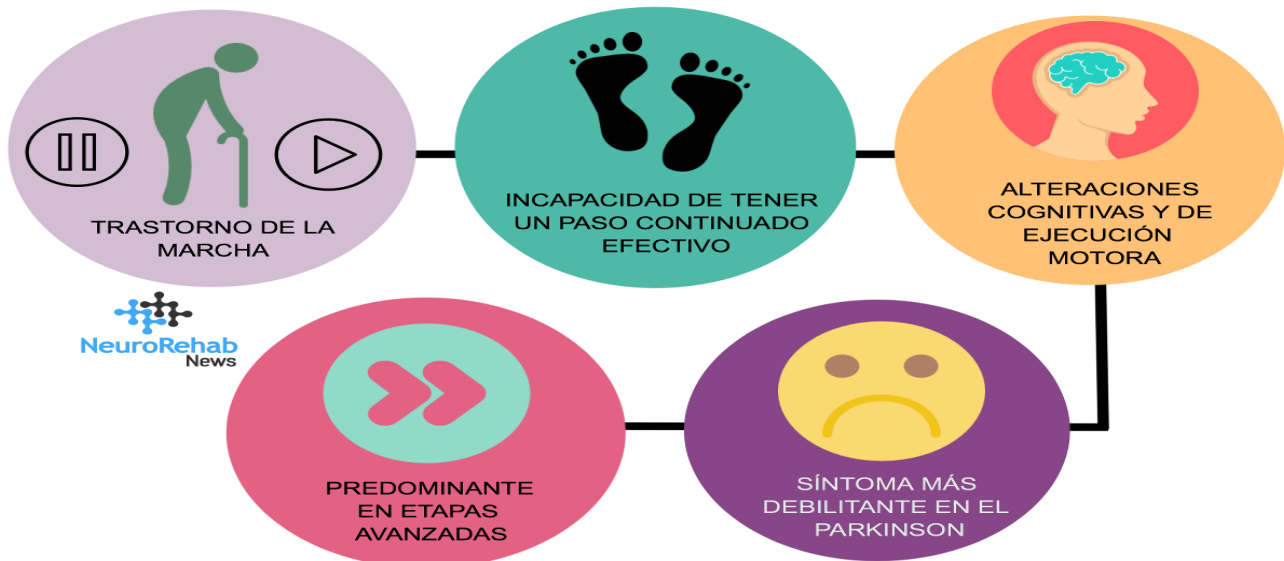 TRASTORNO DE LA
MARCHA
INCAPACIDAD DE TENER
UN PASO CONTINUADO
EFECTIVO
ALTERACIONES
COGNITIVAS Y DE
EJECUCIÓN
MOTORA
NeuroRehab
News
PREDOMINANTE
EN ETAPAS
AVANZADAS
SÍNTOMA MÁS
DEBILITANTE EN EL
PARKINSON